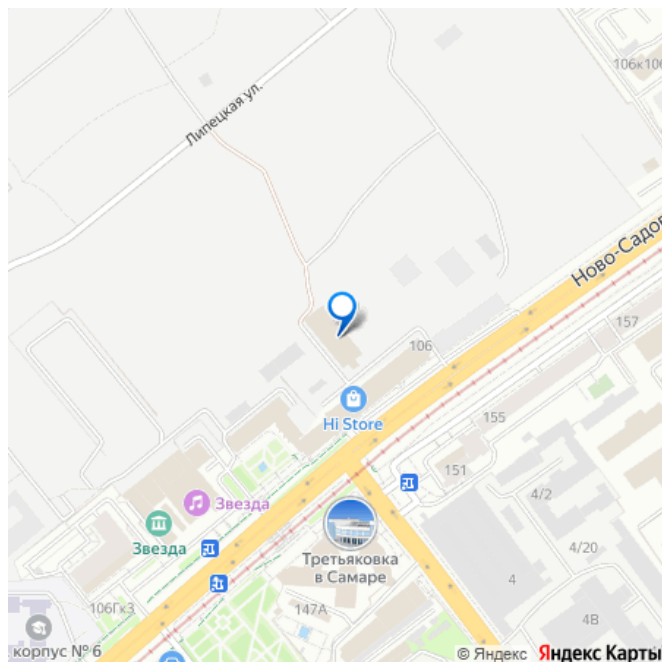 106к106
Липецкая ул.
Ново-Садов
157
106
Hi Store
155
151
4/2
Звезда
Звезда
Третьяковка
в Самаре
4/20
4
106Гк3
147А
4В
корпус № 6
© Яндекс Яндекс Карты